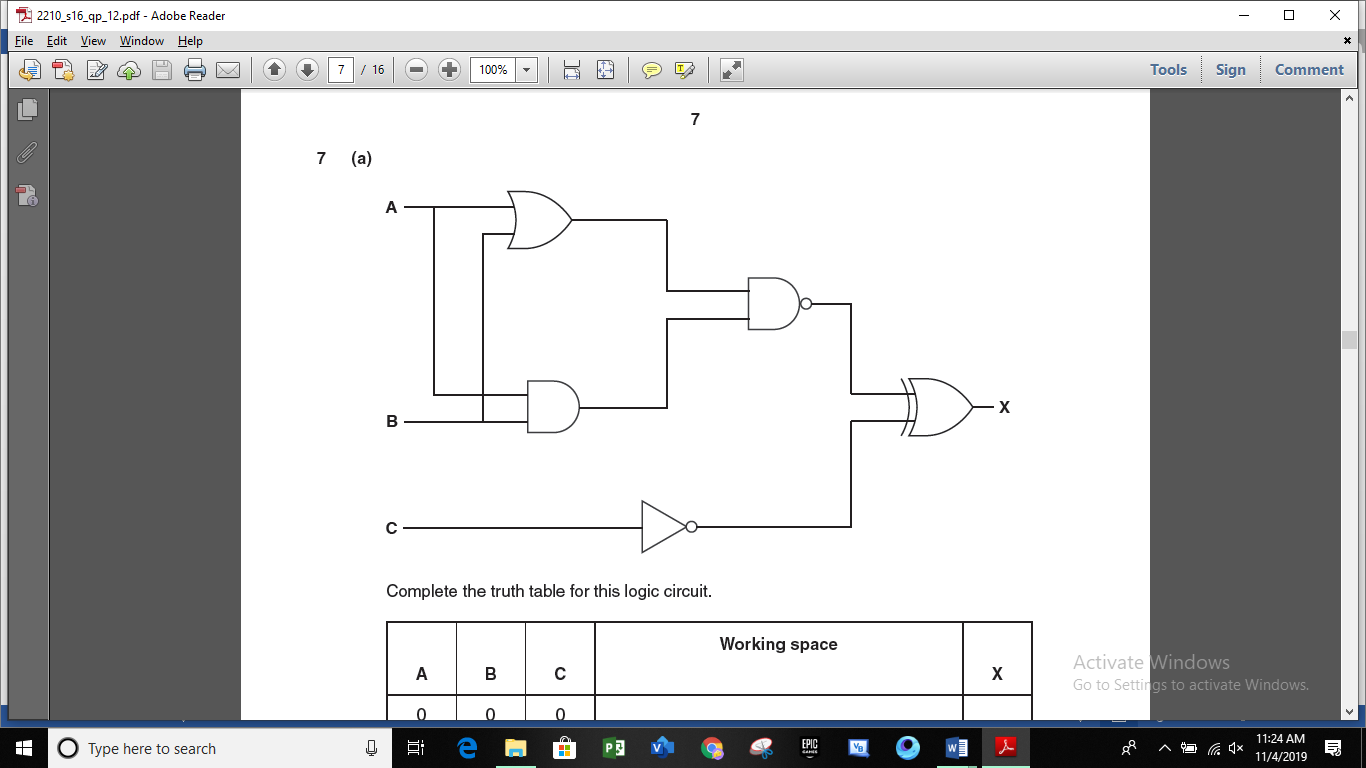 2210_s16_qp_12.pdf - Adobe Reader
File Edit View Window Help
7 / 16 100% Tools Sign Comment
7
7 (a)
A
B
X
C
Complete the truth table for this logic circuit.
Working space
A B C X
0 0 0
Activate Windows
Go to Settings to activate Windows.
Type here to search
11:24 AM
11/4/2019